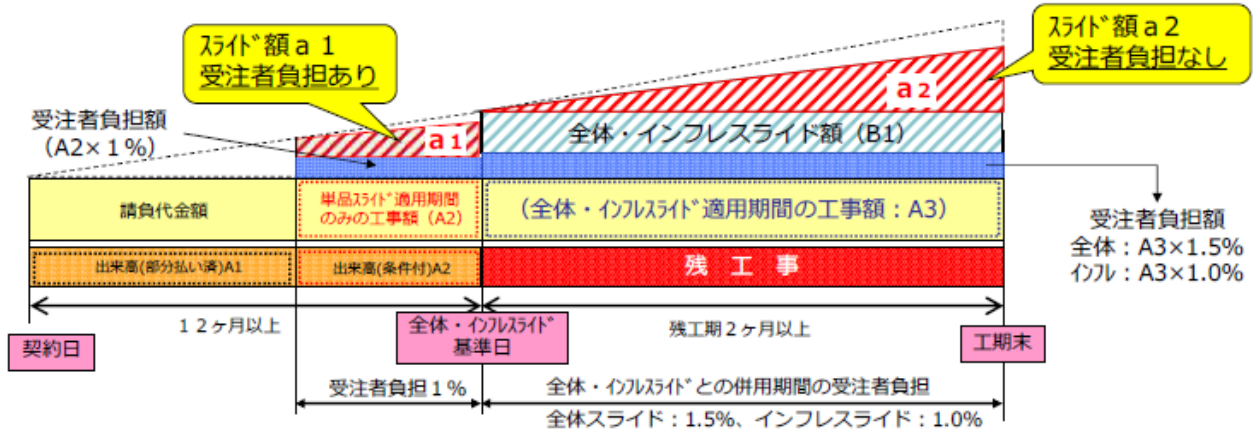 ｽﾗｲﾄﾞ額ａ１
受注者負担あり
ｽﾗｲﾄﾞ額ａ２
受注者負担なし
受注者負担額
（A2×１％）
ａ1
ａ2
全体・インフレスライド額（B1）
請負代金額
単品ｽﾗｲﾄﾞ適用期間
のみの工事額（A2）
（全体・ｲﾝﾌﾚｽﾗｲﾄﾞ適用期間の工事額：A3）
受注者負担額
全体：A3×1.5%
ｲﾝﾌﾚ：A3×1.0%
出来高(部分払い済)A1
出来高(条件付)A2
残　工　事
１２ヶ月以上
残工期２ヶ月以上
契約日
全体・ｲﾝﾌﾚｽﾗｲﾄﾞ
基準日
工期末
受注者負担１％
全体・ｲﾝﾌﾚｽﾗｲﾄﾞとの併用期間の受注者負担
全体スライド：1.5%、インフレスライド：1.0%